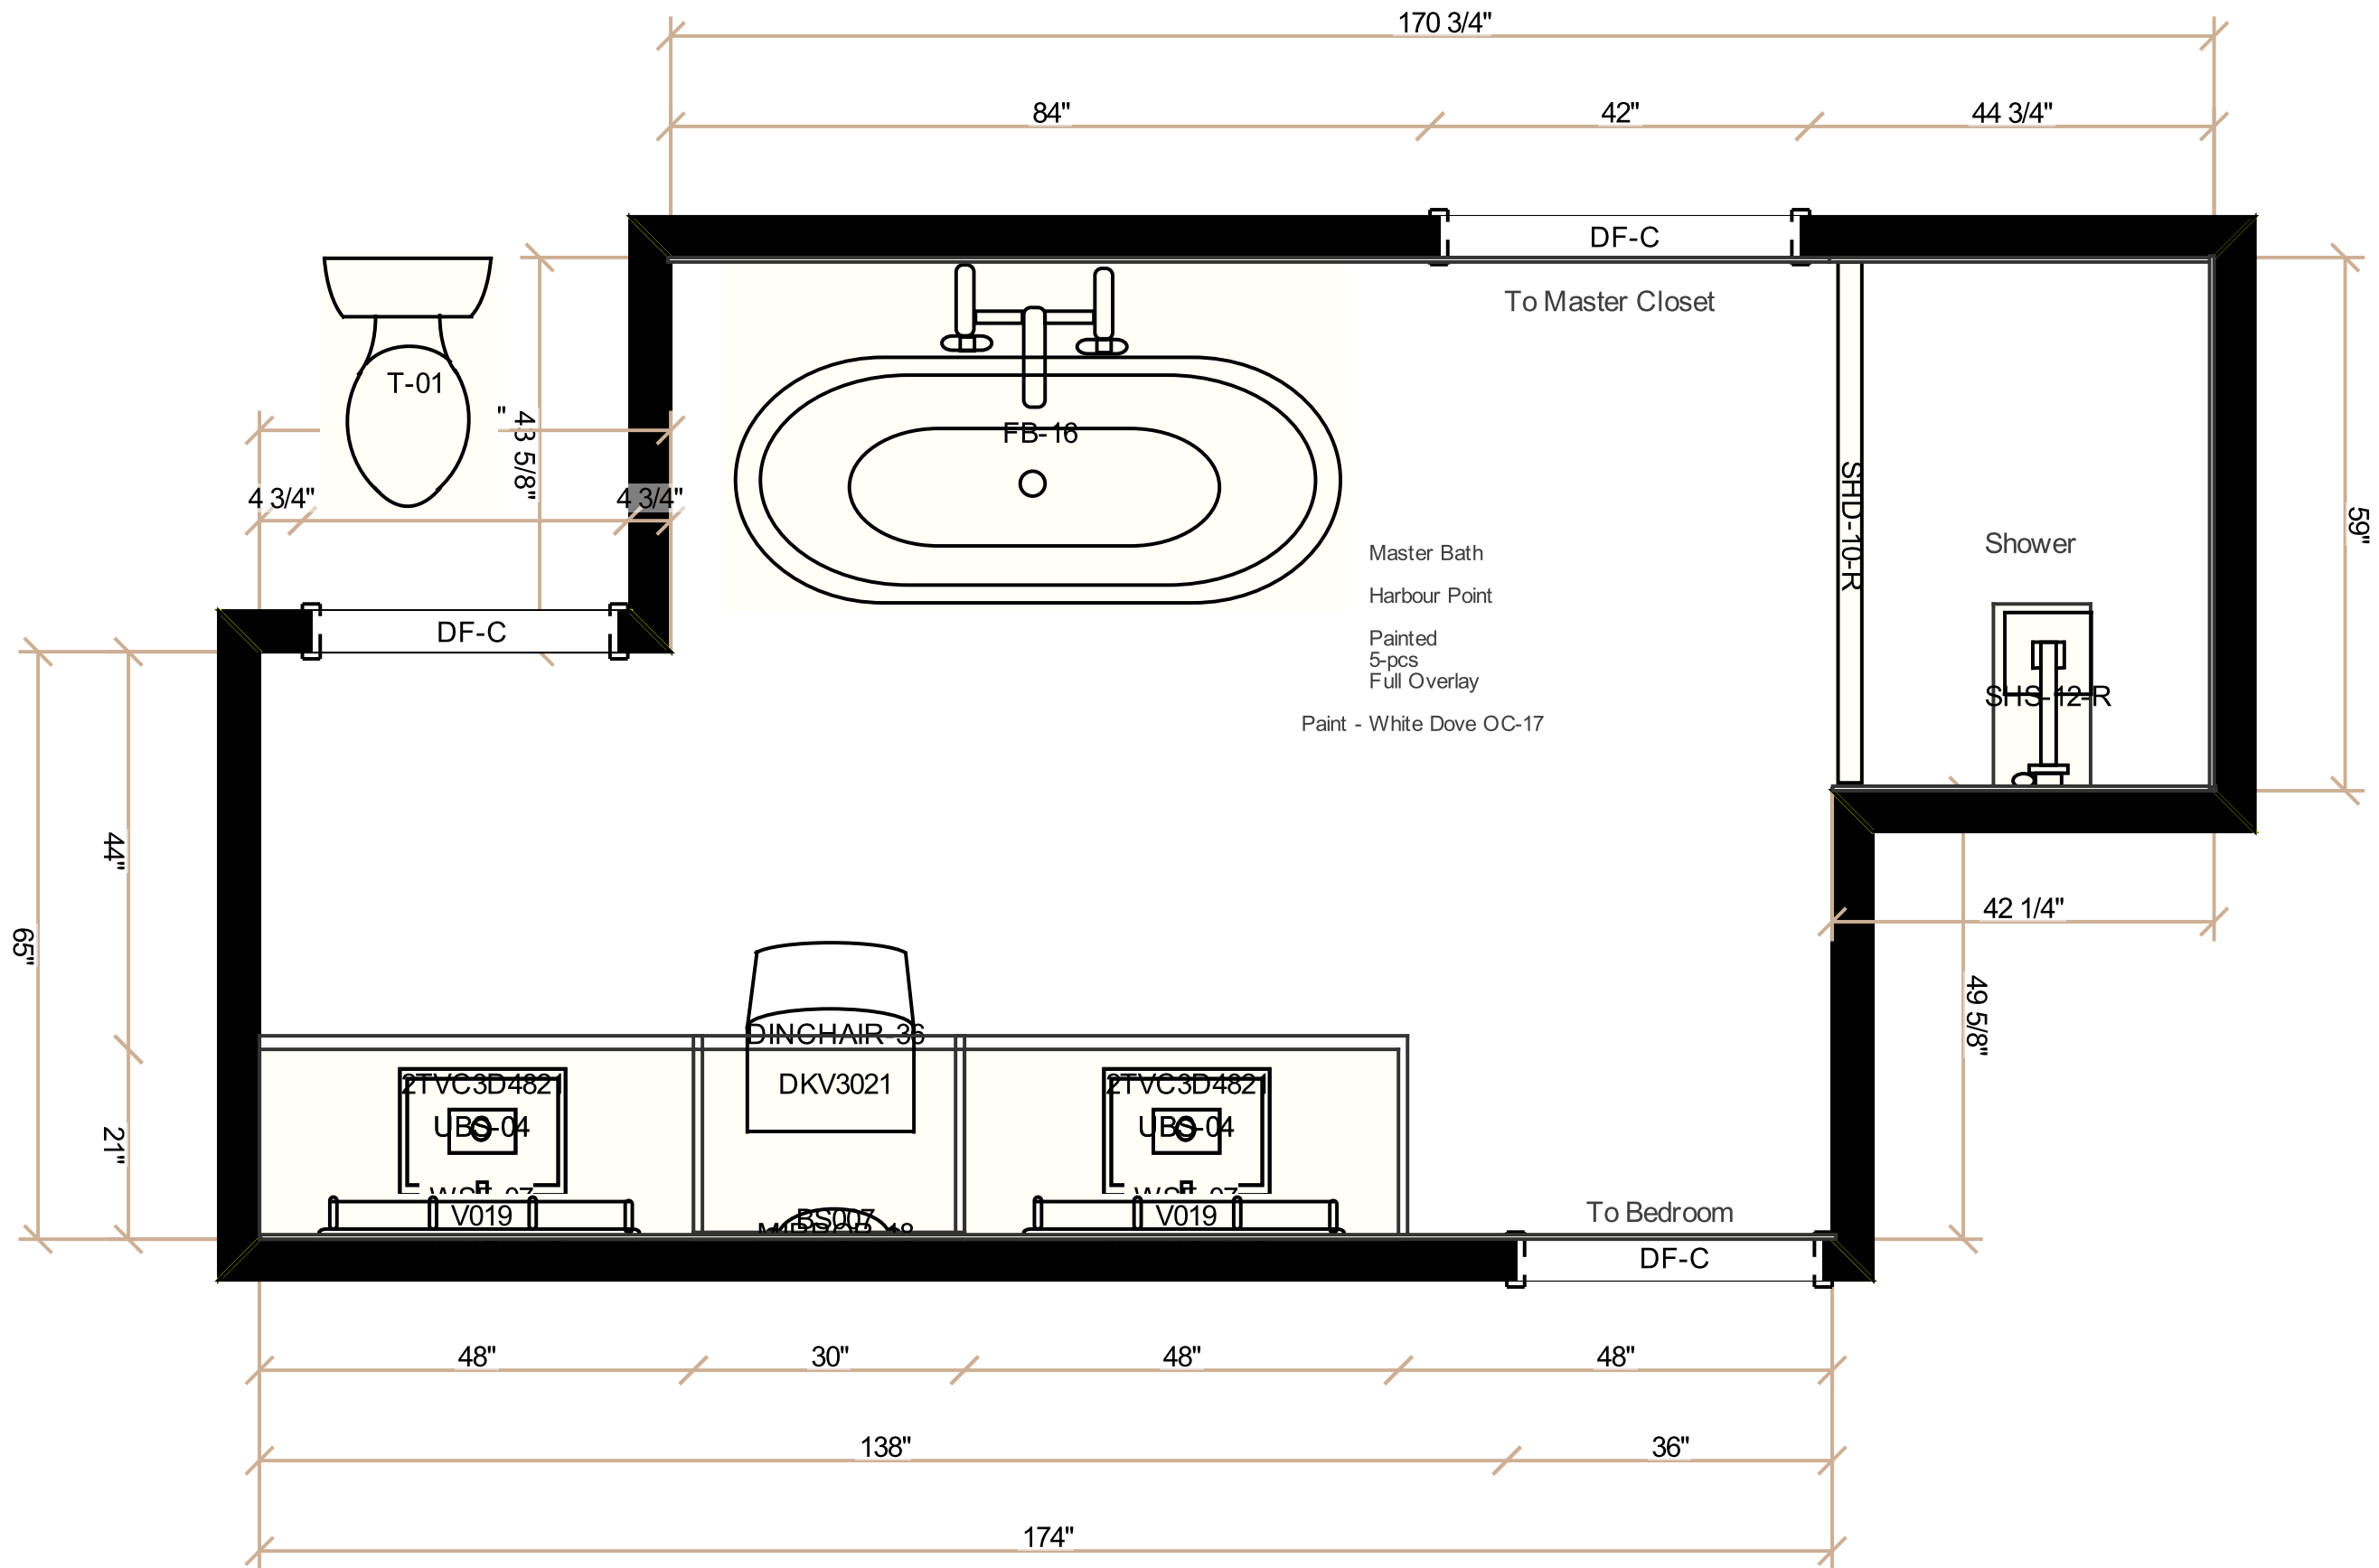 170 3/4"
84"
42"
44 3/4"
DF-C
To Master Closet
T-01
"
43 5/8"
FB-16
4 3/4"
4 3/4"
SHD-10-R
59"
Shower
Master Bath
Harbour Point
Painted
5-pcs
Full Overlay
Paint - White Dove OC-17
DF-C
SHS-12-R
44"
65"
42 1/4"
49 5/8"
DINCHAIR-36
2TVC3D4821
DKV3021
2TVC3D4821
UBS-04
UBS-04
21"
V019
BS007
V019
To Bedroom
DF-C
48"
30"
48"
48"
138"
36"
174"